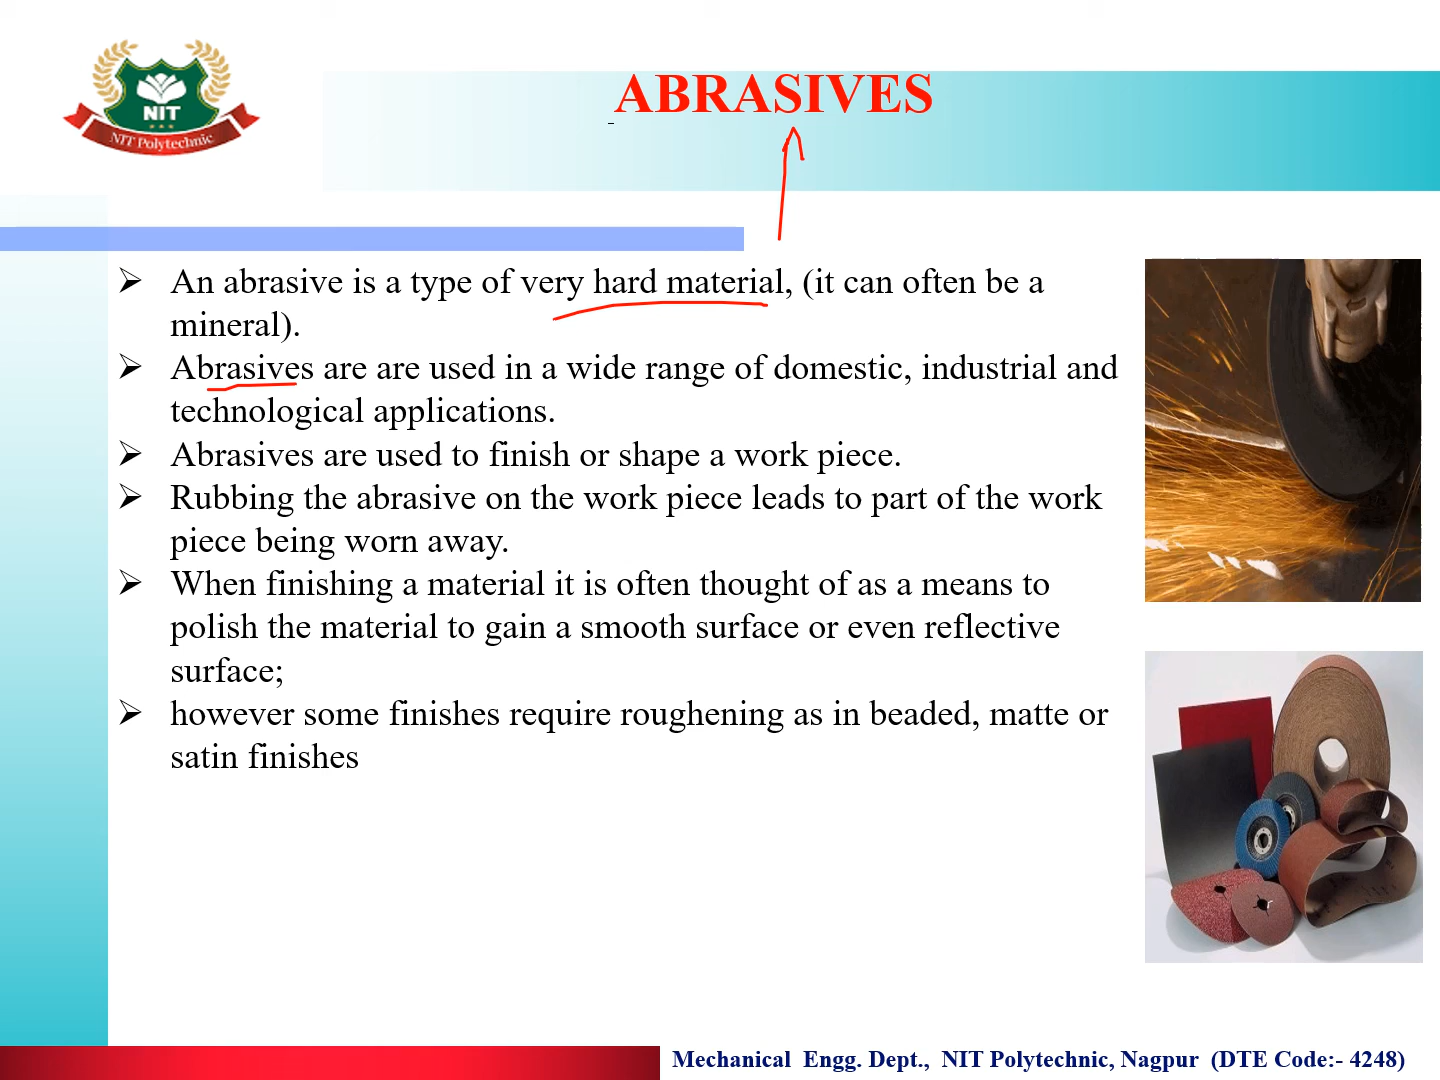 NIT
NIT Polytechnic
ABRASIVES
An abrasive is a type of very hard material, (it can often be a
mineral).
Abrasives are are used in a wide range of domestic, industrial and
technological applications.
Abrasives are used to finish or shape a work piece.
Rubbing the abrasive on the work piece leads to part of the work
piece being worn away.
When finishing a material it is often thought of as a means to
polish the material to gain a smooth surface or even reflective
surface;
however some finishes require roughening as in beaded, matte or
satin finishes
Mechanical Engg. Dept., NIT Polytechnic, Nagpur (DTE Code:- 4248)